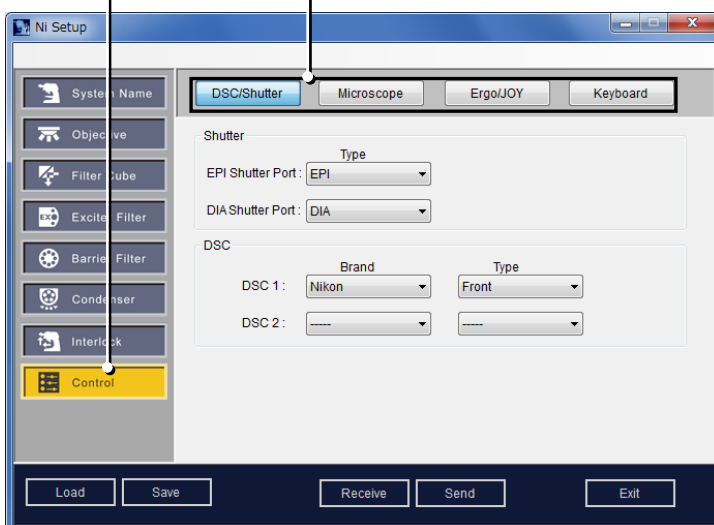 Ni Setup
System Name
Objective
Filter Cube
Exciter Filter
Barrier Filter
Condenser
Interlock
Control
DSC/Shutter Microscope Ergo/JOY Keyboard
Shutter
Type
EPI Shutter Port : EPI
DIA Shutter Port : DIA
DSC
Brand Type
DSC 1 : Nikon Front
DSC 2 : ----- -----
Load Save Receive Send Exit